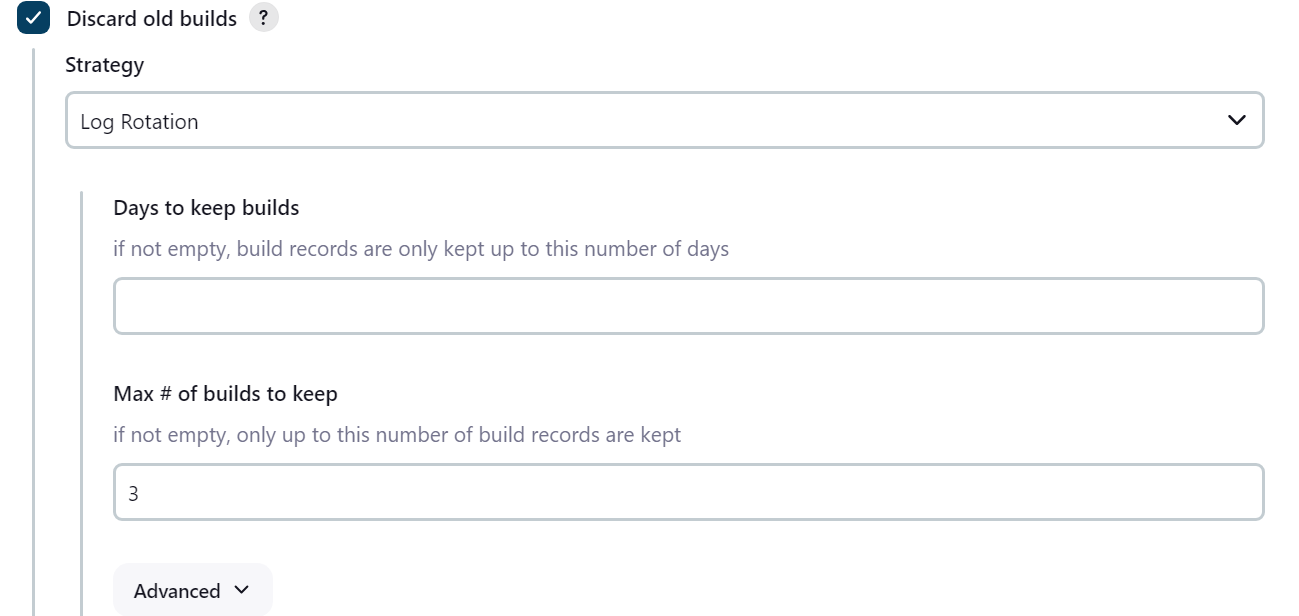 Discard old builds ?
Strategy
Log Rotation
Days to keep builds
if not empty, build records are only kept up to this number of days
Max # of builds to keep
if not empty, only up to this number of build records are kept
3
Advanced